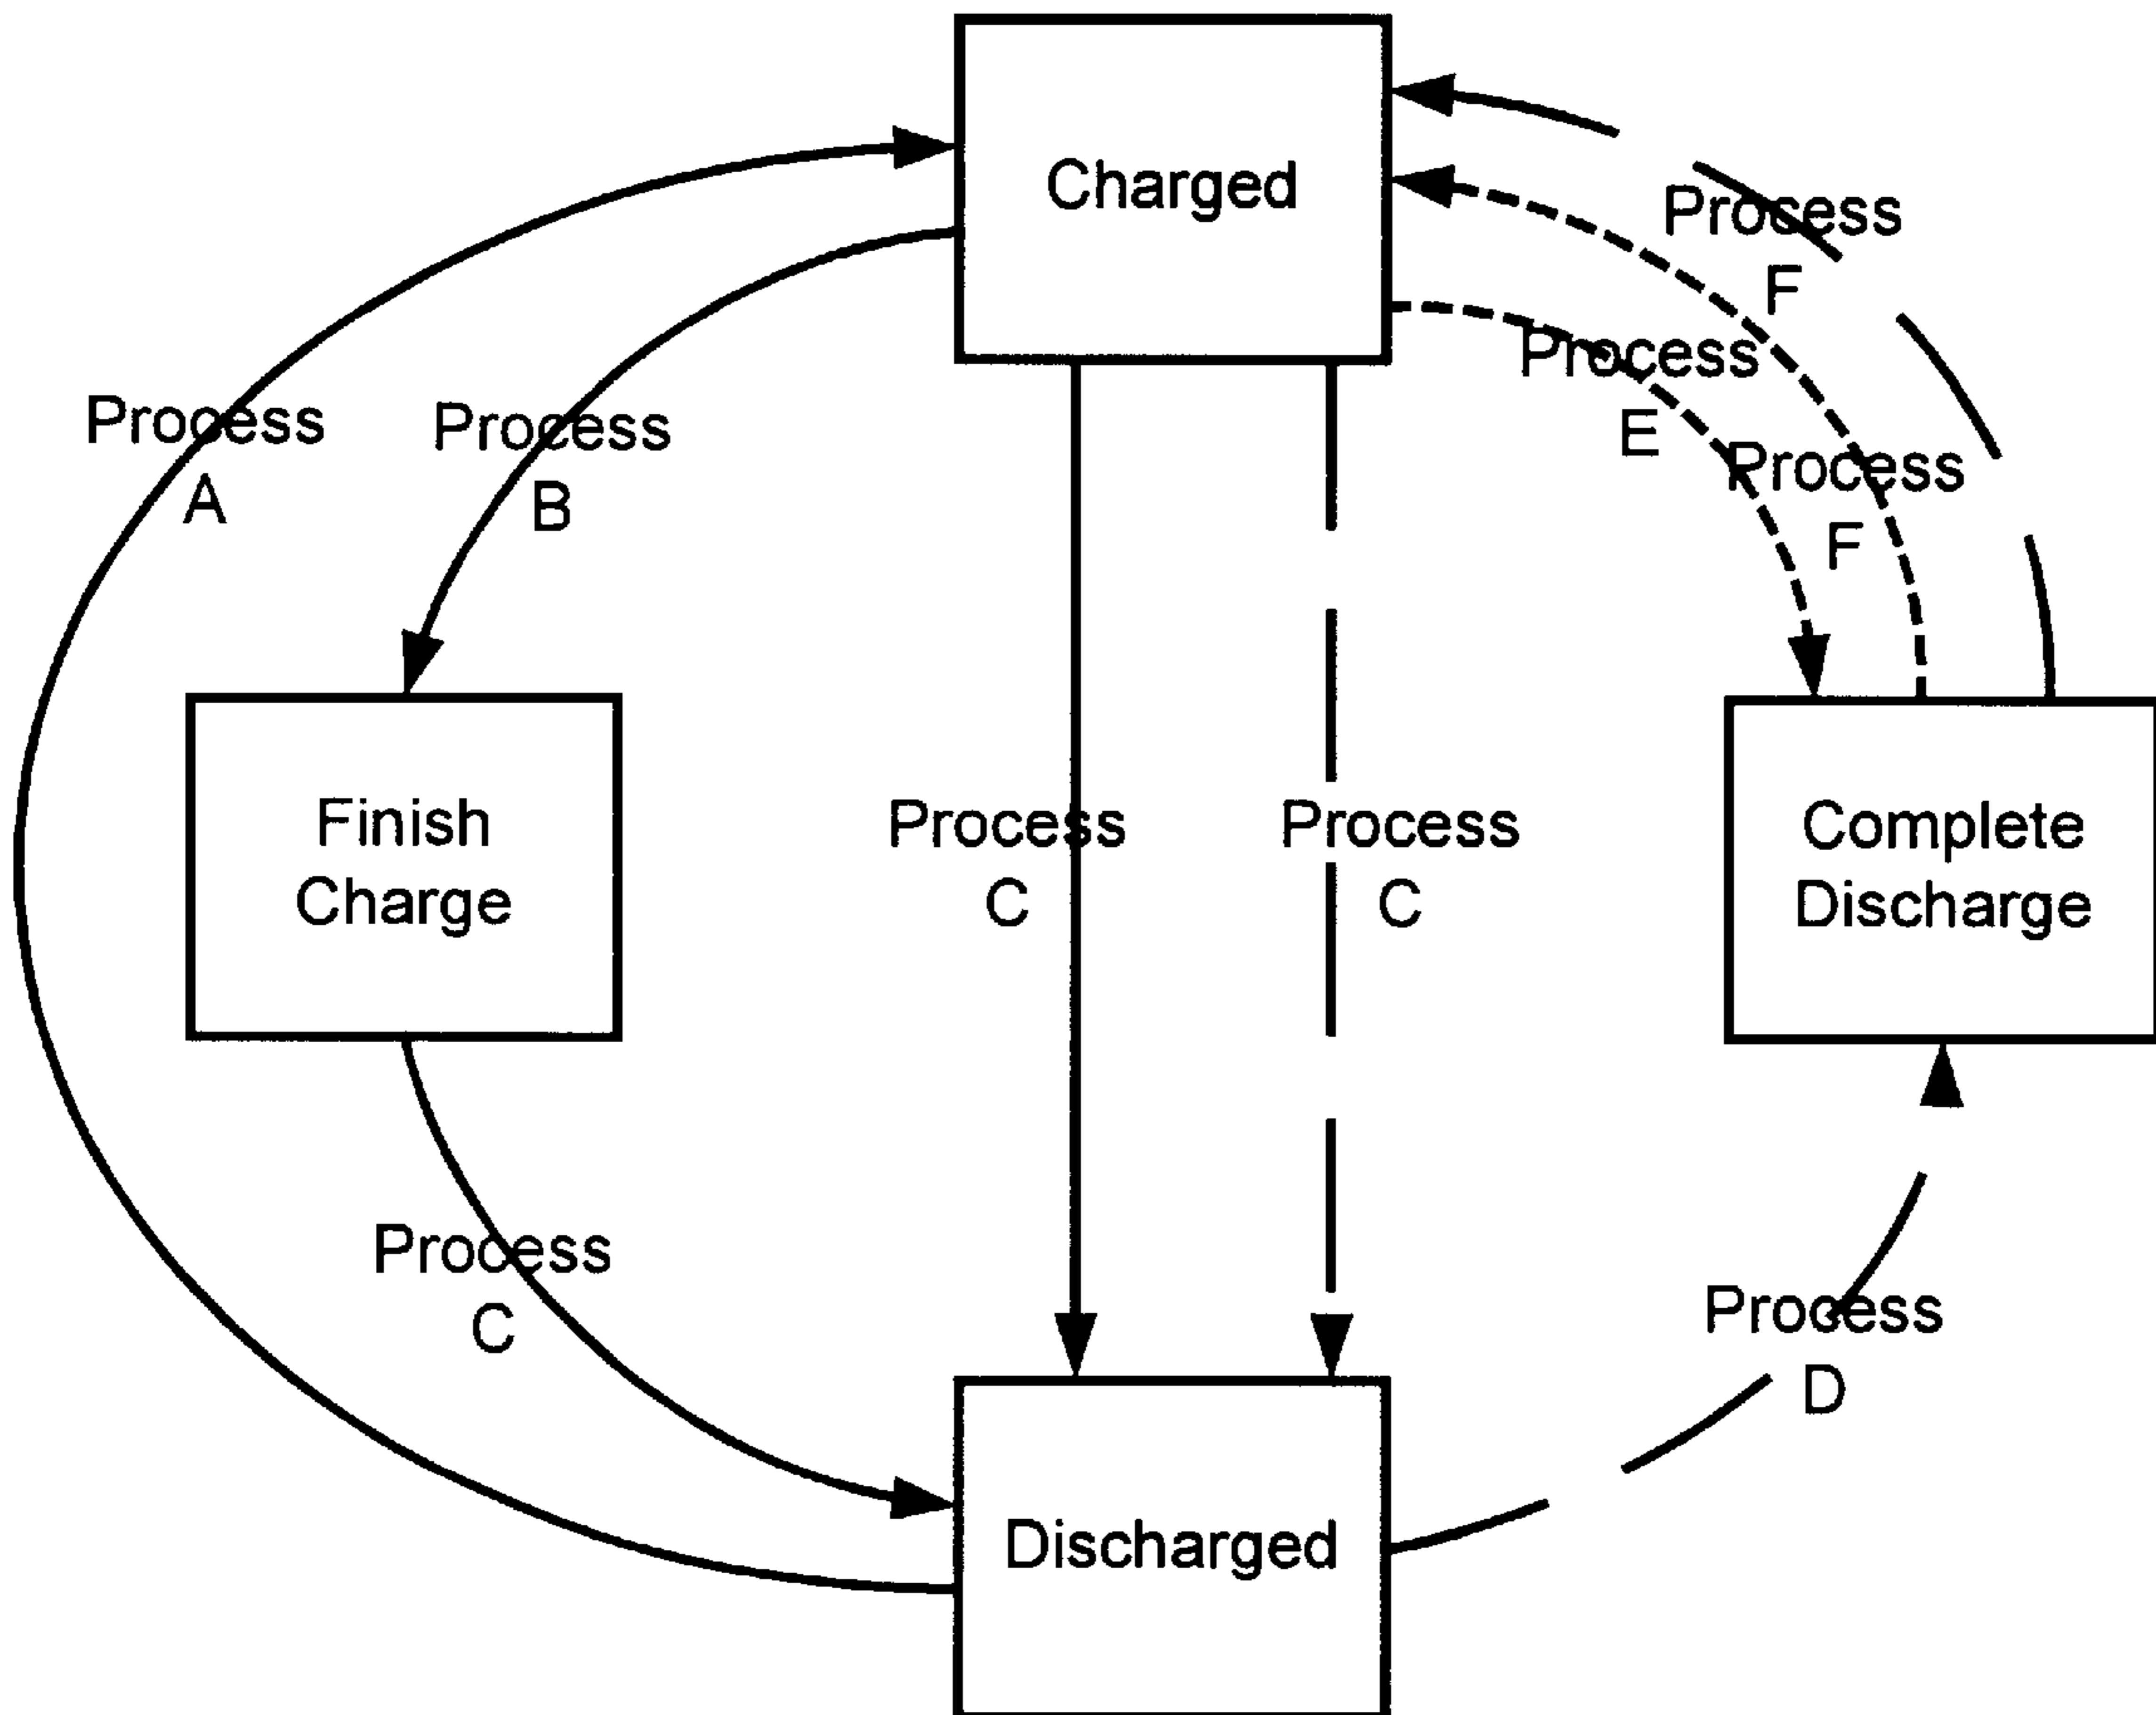 Charged
Process
F
Process
E
Process
A
Process
B
Process
F
Finish
Charge
Process
C
Process
C
Complete
Discharge
Process
C
Process
D
Discharged